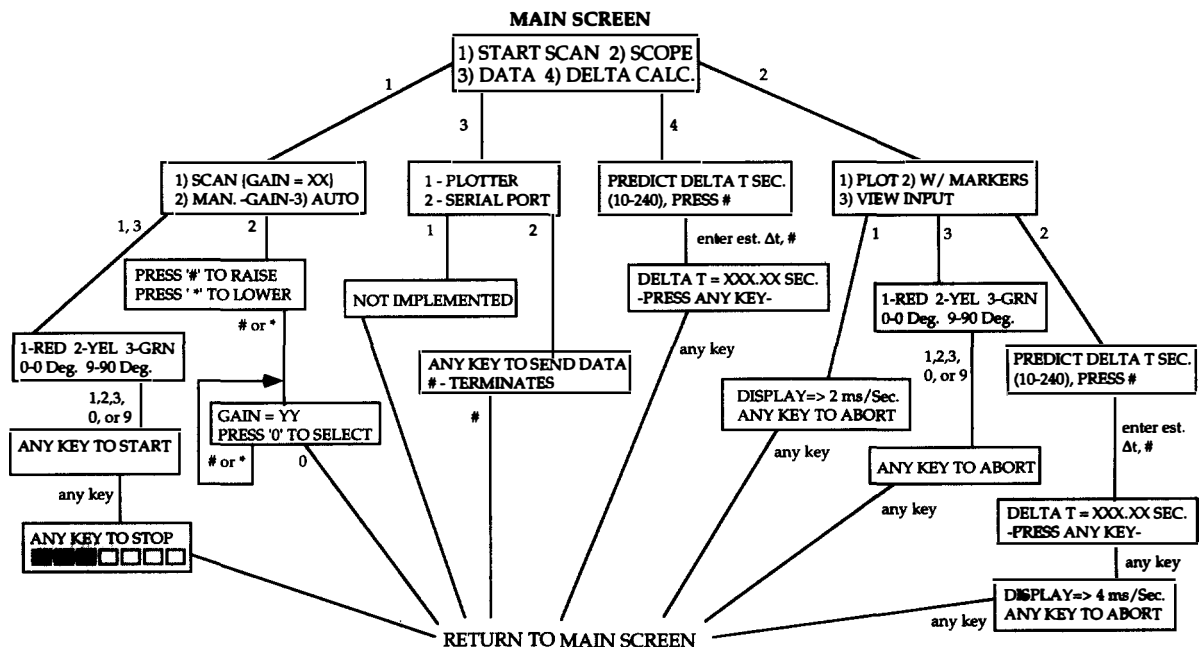 MAIN SCREEN
1) START SCAN 2) SCOPE
3) DATA 4) DELTA CALC.
1
3
4
2
1) SCAN {GAIN = XX}
2) MAN. -GAIN-3) AUTO
1 - PLOTTER
2 - SERIAL PORT
PREDICT DELTA T SEC.
(10-240), PRESS #
1) PLOT 2) W/ MARKERS
3) VIEW INPUT
1, 3
2
1
2
enter est. Δt, #
1
3
2
PRESS '#' TO RAISE
PRESS ' *' TO LOWER
NOT IMPLEMENTED
DELTA T = XXX.XX SEC.
-PRESS ANY KEY-
1-RED 2-YEL 3-GRN
0-0 Deg. 9-90 Deg.
# or *
any key
1-RED 2-YEL 3-GRN
0-0 Deg. 9-90 Deg.
ANY KEY TO SEND DATA
# - TERMINATES
1,2,3,
0, or 9
PREDICT DELTA T SEC.
(10-240), PRESS #
1,2,3,
0, or 9
GAIN = YY
PRESS '0' TO SELECT
#
DISPLAY=> 2 ms/Sec.
ANY KEY TO ABORT
enter est.
Δt, #
ANY KEY TO START
# or *
0
any key
ANY KEY TO ABORT
any key
any key
DELTA T = XXX.XX SEC.
-PRESS ANY KEY-
ANY KEY TO STOP
any key
DISPLAY=> 4 ms/Sec.
ANY KEY TO ABORT
any key
RETURN TO MAIN SCREEN